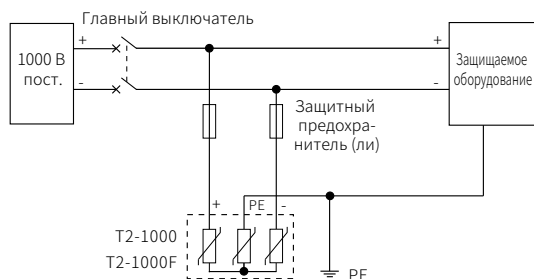 Главный выключатель
1000 В
пост.
+
-
+
-
Защищаемое
оборудование
Защитный
предохра-
нитель (ли)
+
PE
-
T2-1000
T2-1000F
PE